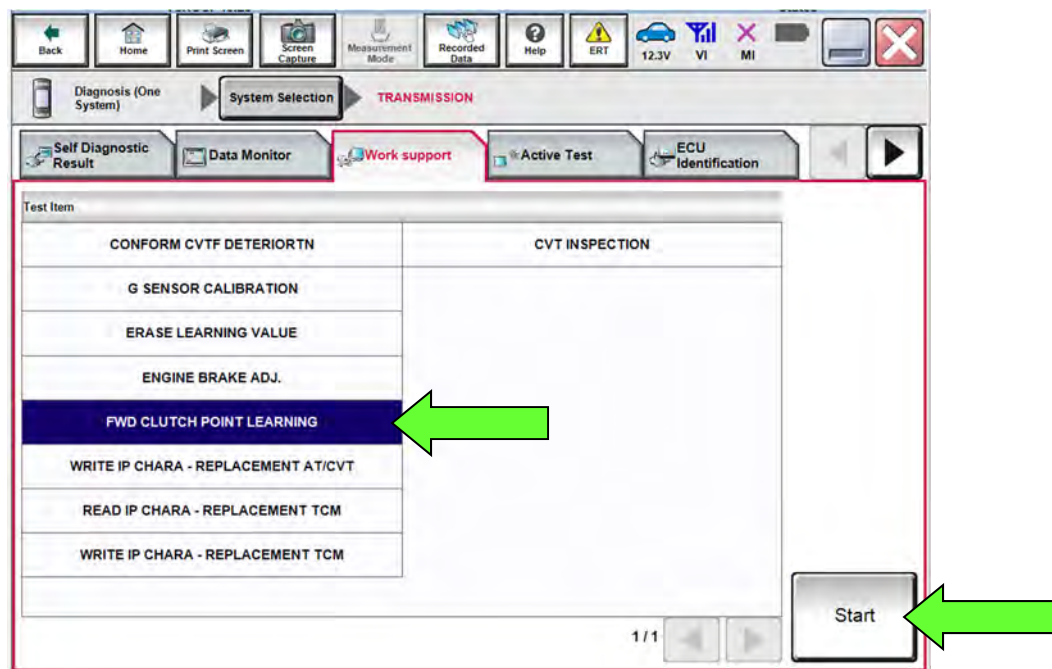 Back
Home
Print Screen
Screen
Capture
Measurement
Mode
Recorded
Data
Help
ERT
12.3V
VI
MI
Diagnosis (One
System)
System Selection
TRANSMISSION
Self Diagnostic
Result
Data Monitor
Work support
Active Test
ECU
Identification
Test Item
CONFORM CVTF DETERIORTN
CVT INSPECTION
G SENSOR CALIBRATION
ERASE LEARNING VALUE
ENGINE BRAKE ADJ.
FWD CLUTCH POINT LEARNING
WRITE IP CHARA - REPLACEMENT AT/CVT
READ IP CHARA - REPLACEMENT TCM
WRITE IP CHARA - REPLACEMENT TCM
Start
1/1